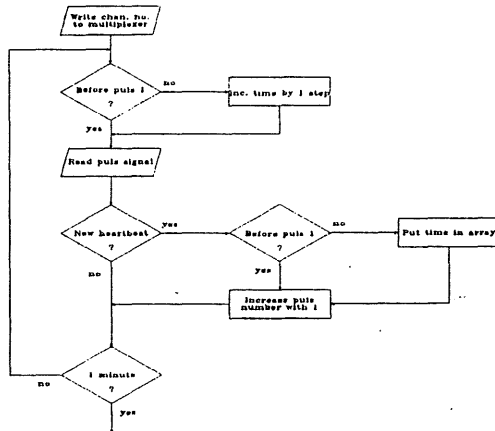 Write chan. no.
to multiplexer
Before puls 1
?
no
Inc. time by 1 step
yes
Read puls signal
New heartbeat
?
yes
Before puls 1
?
no
Put time in array
yes
no
Increase puls
number with 1
1 minute
?
no
yes